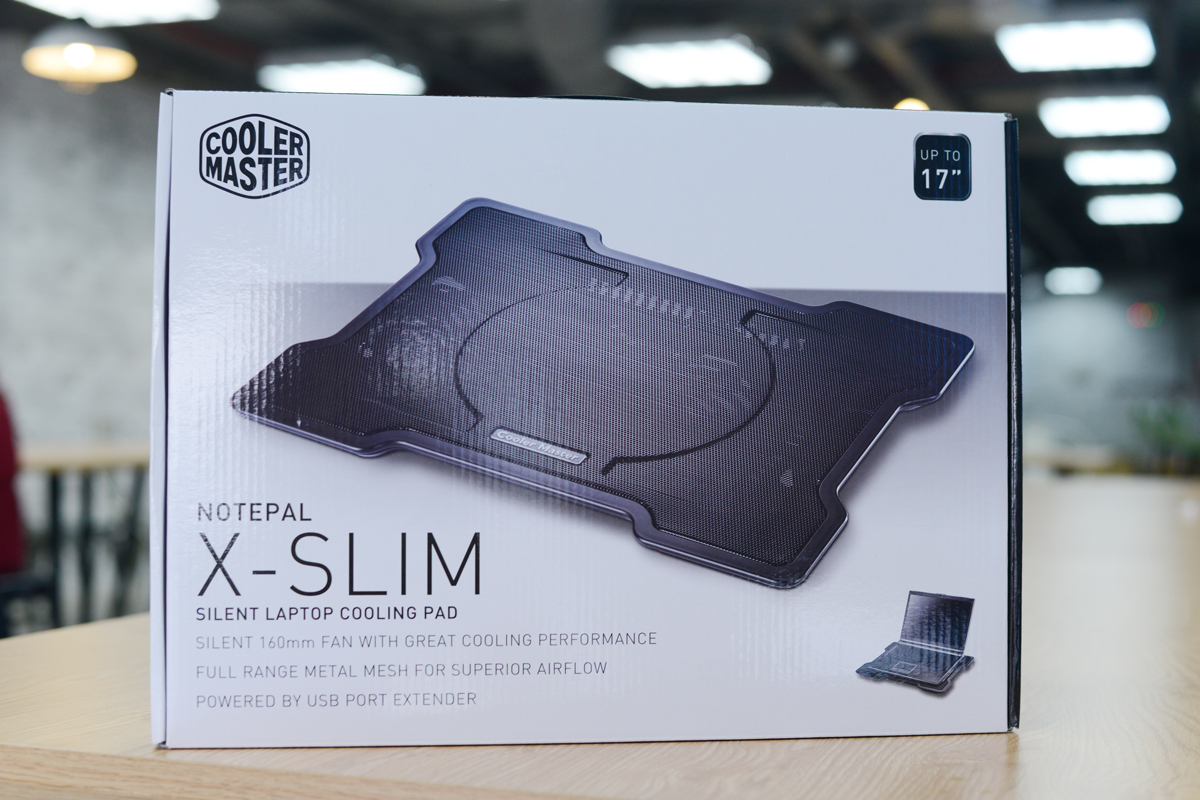 COOLER
MASTER
UP TO
17”
Cooler Master
NOTEPAL
X-SLIM
SILENT LAPTOP COOLING PAD
SILENT 160mm FAN WITH GREAT COOLING PERFORMANCE
FULL RANGE METAL MESH FOR SUPERIOR AIRFLOW
POWERED BY USB PORT EXTENDER